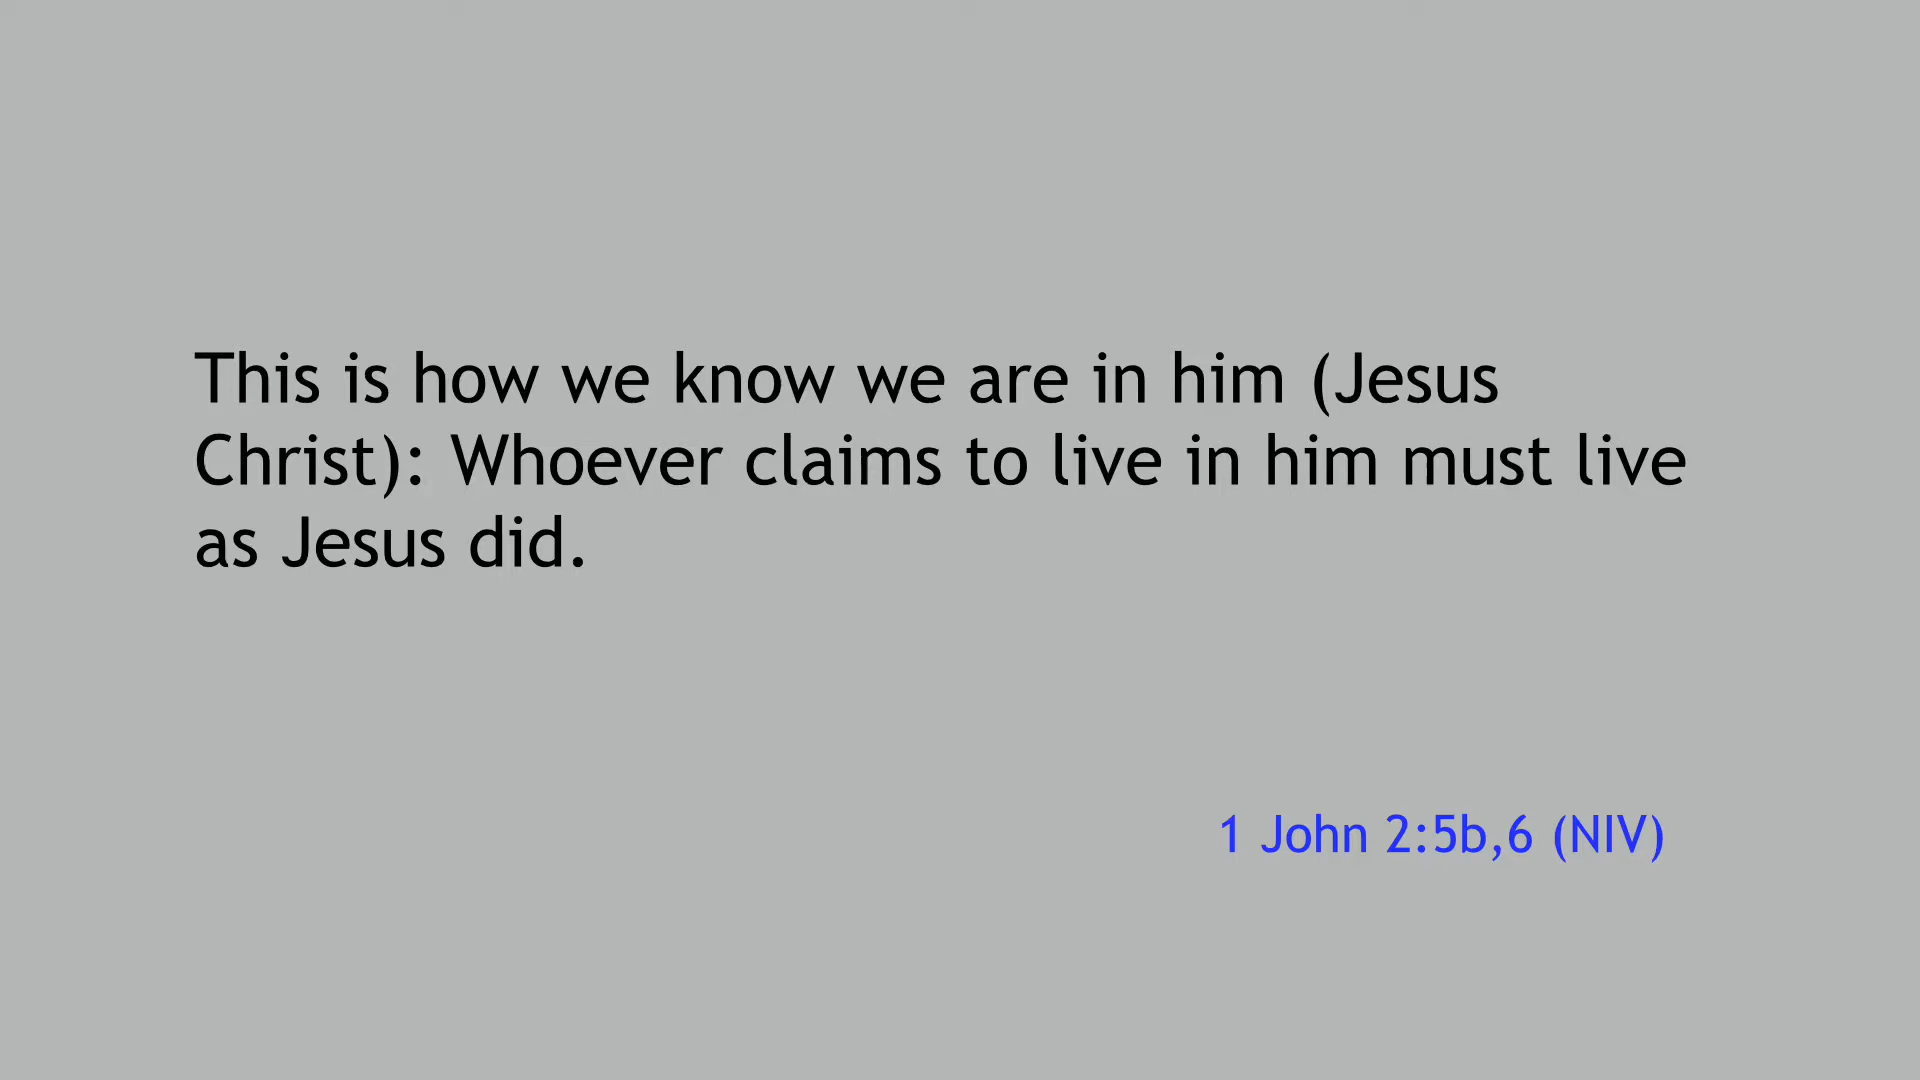 This is how we know we are in him (Jesus
Christ): Whoever claims to live in him must live
as Jesus did.
1 John 2:5b,6 (NIV)